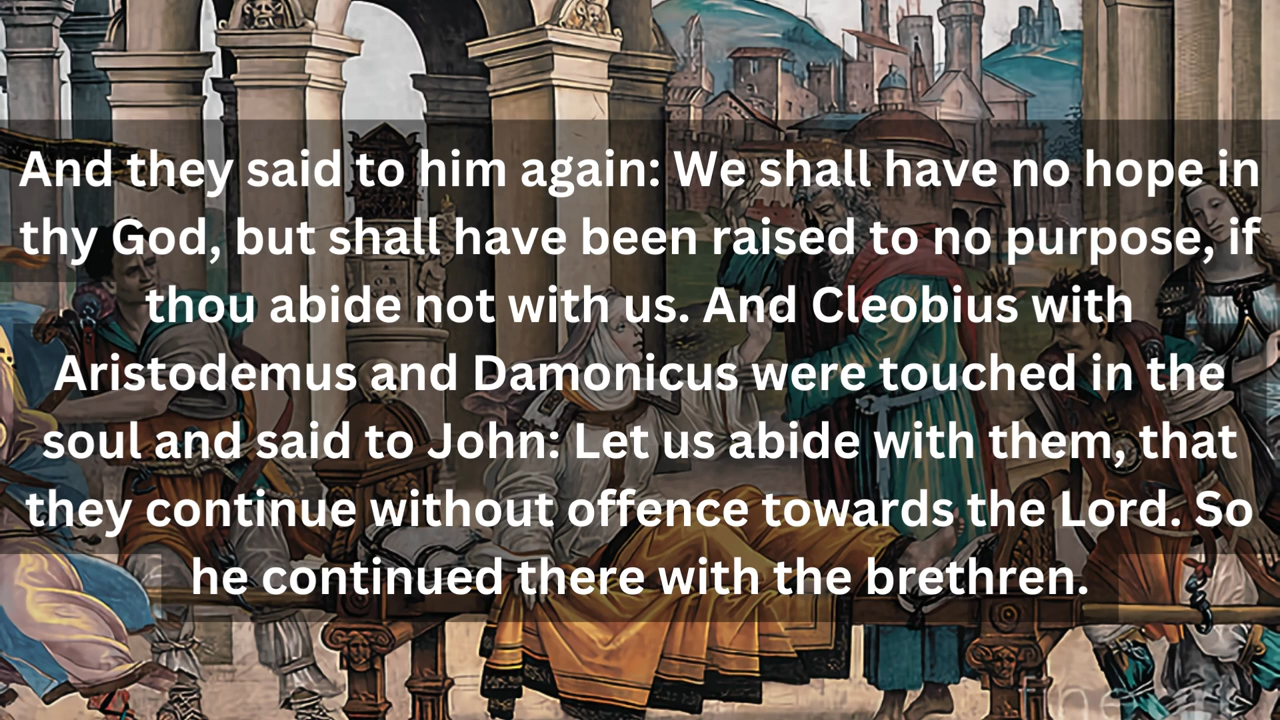 And they said to him again: We shall have no hope in
thy God, but shall have been raised to no purpose, if
thou abide not with us. And Cleobius with
Aristodemus and Damonicus were touched in the
soul and said to John: Let us abide with them, that
they continue without offence towards the Lord. So
he continued there with the brethren.